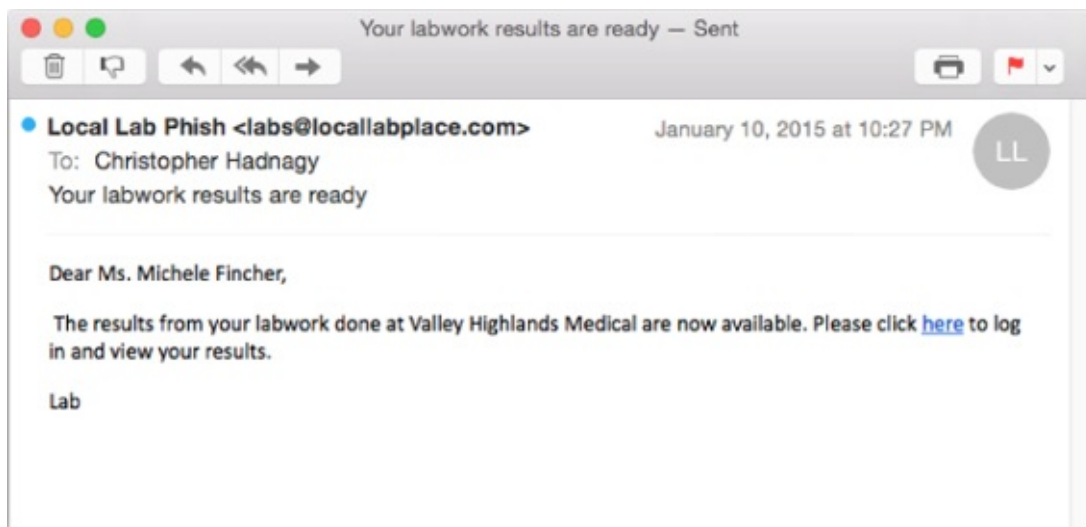 Your labwork results are ready — Sent
Local Lab Phish <labs@locallabplace.com>
January 10, 2015 at 10:27 PM
LL
To: Christopher Hadnagy
Your labwork results are ready
Dear Ms. Michele Fincher,
The results from your labwork done at Valley Highlands Medical are now available. Please click here to log
in and view your results.
Lab